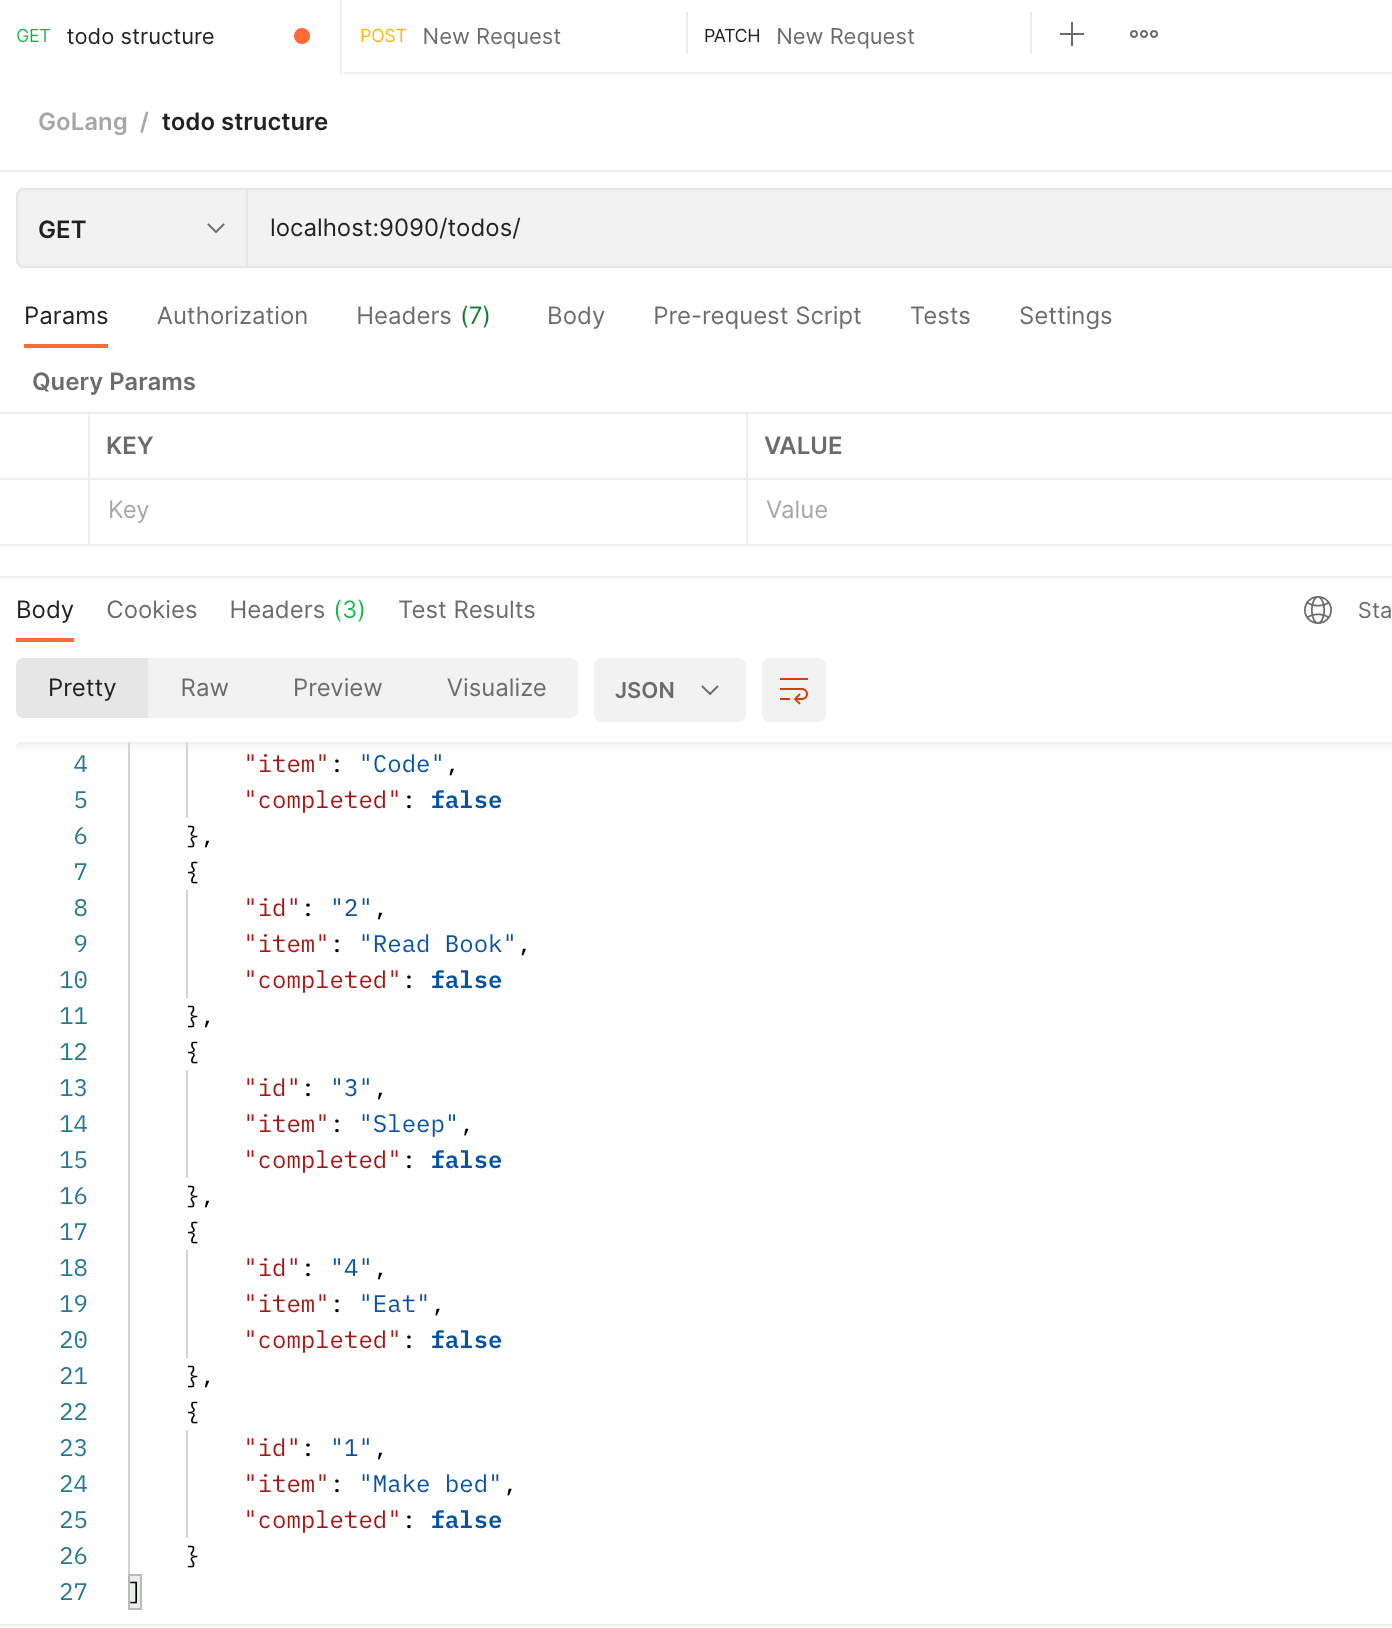 GET todo structure POST New Request PATCH New Request
GoLang / todo structure
GET localhost:9090/todos/
Params Authorization Headers (7) Body Pre-request Script Tests Settings
Query Params
KEY VALUE
Key Value
Body Cookies Headers (3) Test Results Sta
Pretty Raw Preview Visualize JSON
4 "item": "Code",
5 "completed": false
6 },
7 {
8 "id": "2",
9 "item": "Read Book",
10 "completed": false
11 },
12 {
13 "id": "3",
14 "item": "Sleep",
15 "completed": false
16 },
17 {
18 "id": "4",
19 "item": "Eat",
20 "completed": false
21 },
22 {
23 "id": "1",
24 "item": "Make bed",
25 "completed": false
26 }
27 ]